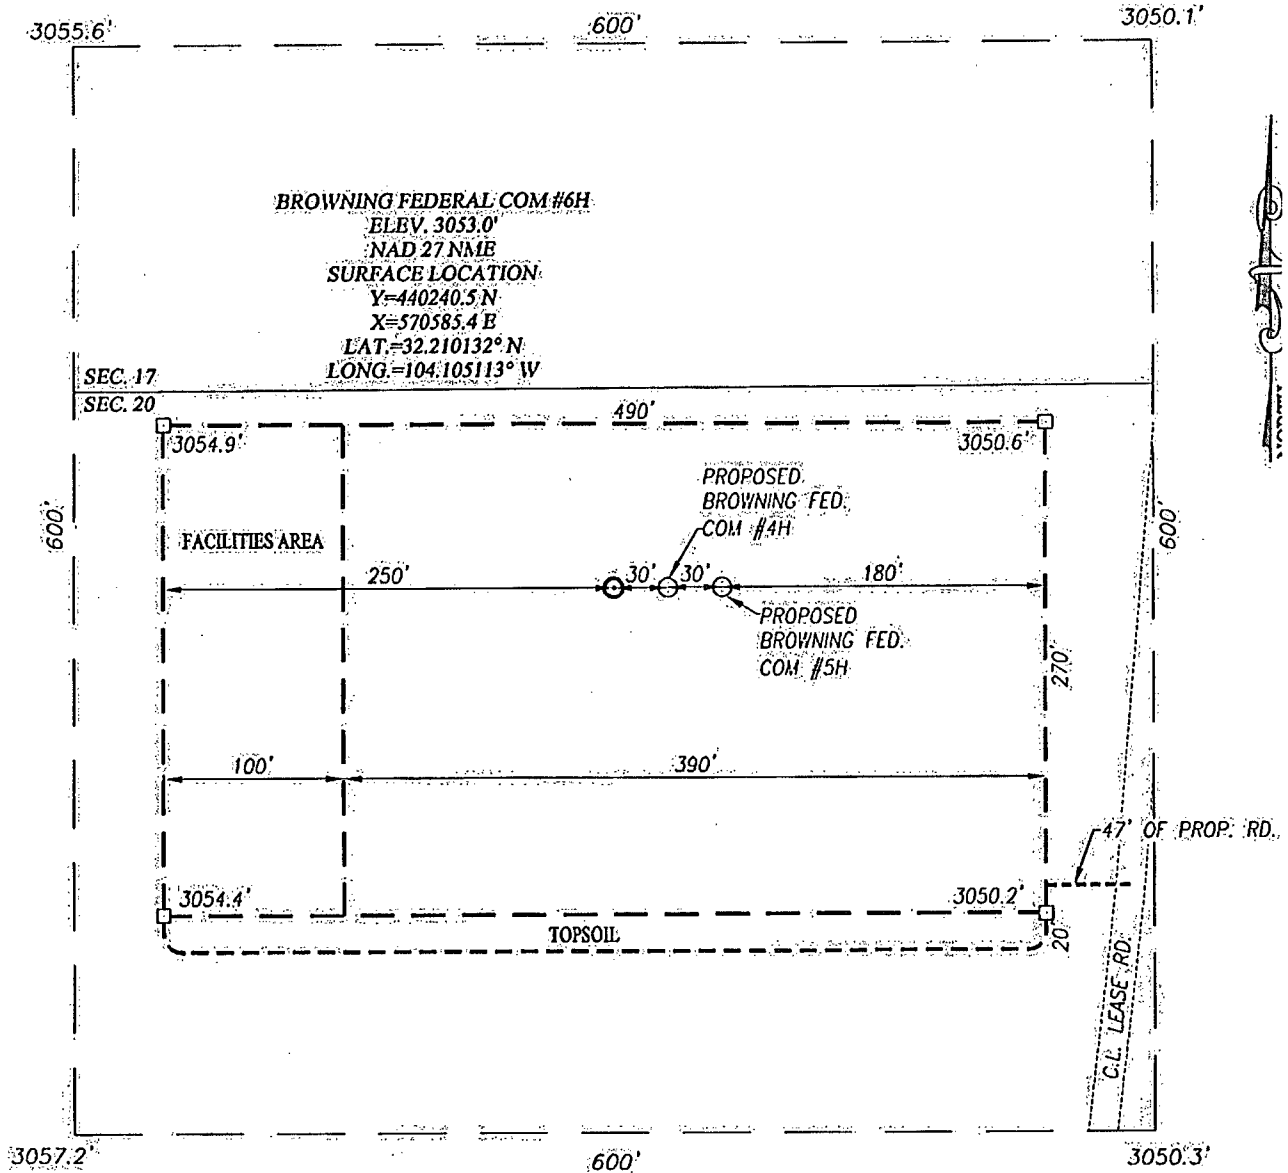 3055.6'
600'
3050.1'
BROWNING FEDERAL COM #6H
ELEV. 3053.0'
NAD 27 NME
SURFACE LOCATION
Y=440240.5 N
X=570585.4 E
LAT.=32.210132° N
LONG.=104.105113° W
SEC. 17
SEC. 20
490'
3054.9'
3050.6'
PROPOSED
BROWNING FED.
COM #4H
600'
600'
FACILITIES AREA
250'
30'
30'
180'
PROPOSED
BROWNING FED.
COM #5H
270'
100'
390'
47' OF PROP. RD.
3054.4'
3050.2'
TOPSOIL
20'
C.L. LEASE RD.
3057.2'
600'
3050.3'